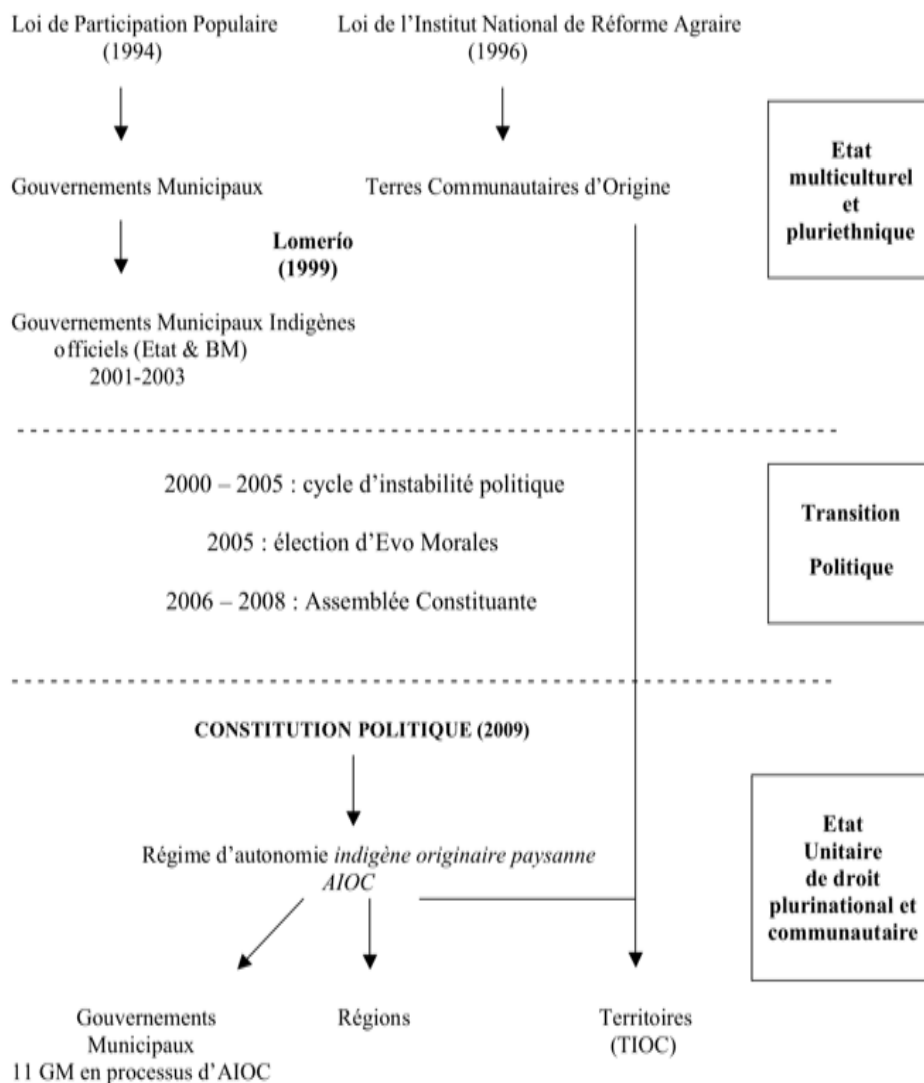 Loi de Participation Populaire
(1994)
Loi de l'Institut National de Réforme Agraire
(1996)
Gouvernements Municipaux
Terres Communautaires d'Origine
Etat
multiculturel
et
pluriethnique
Lomerío
(1999)
Gouvernements Municipaux Indigènes
officiels (Etat & BM)
2001-2003
2000 – 2005 : cycle d'instabilité politique
2005 : élection d'Evo Morales
2006 – 2008 : Assemblée Constituante
Transition
Politique
CONSTITUTION POLITIQUE (2009)
Régime d'autonomie indigène originaire paysanne
AIOC
Etat
Unitaire
de droit
plurinational et
communautaire
Gouvernements
Municipaux
11 GM en processus d'AIOC
Régions
Territoires
(TIOC)